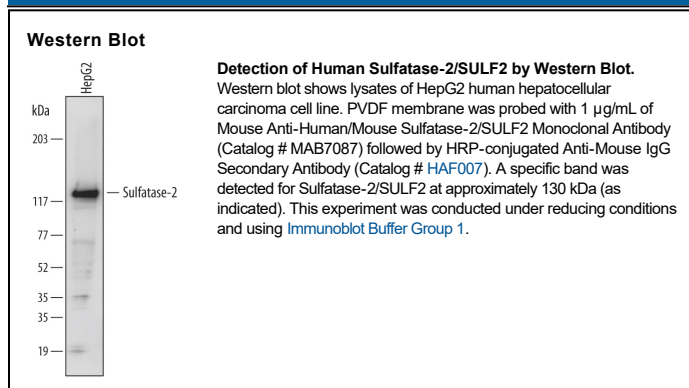 Western Blot
HepG2
kDa
203
117
77
52
35
35
19
Sulfatase-2
Detection of Human Sulfatase-2/SULF2 by Western Blot.
Western blot shows lysates of HepG2 human hepatocellular
carcinoma cell line. PVDF membrane was probed with 1 µg/mL of
Mouse Anti-Human/Mouse Sulfatase-2/SULF2 Monoclonal Antibody
(Catalog # MAB7087) followed by HRP-conjugated Anti-Mouse IgG
Secondary Antibody (Catalog # HAF007). A specific band was
detected for Sulfatase-2/SULF2 at approximately 130 kDa (as
indicated). This experiment was conducted under reducing conditions
and using Immunoblot Buffer Group 1.